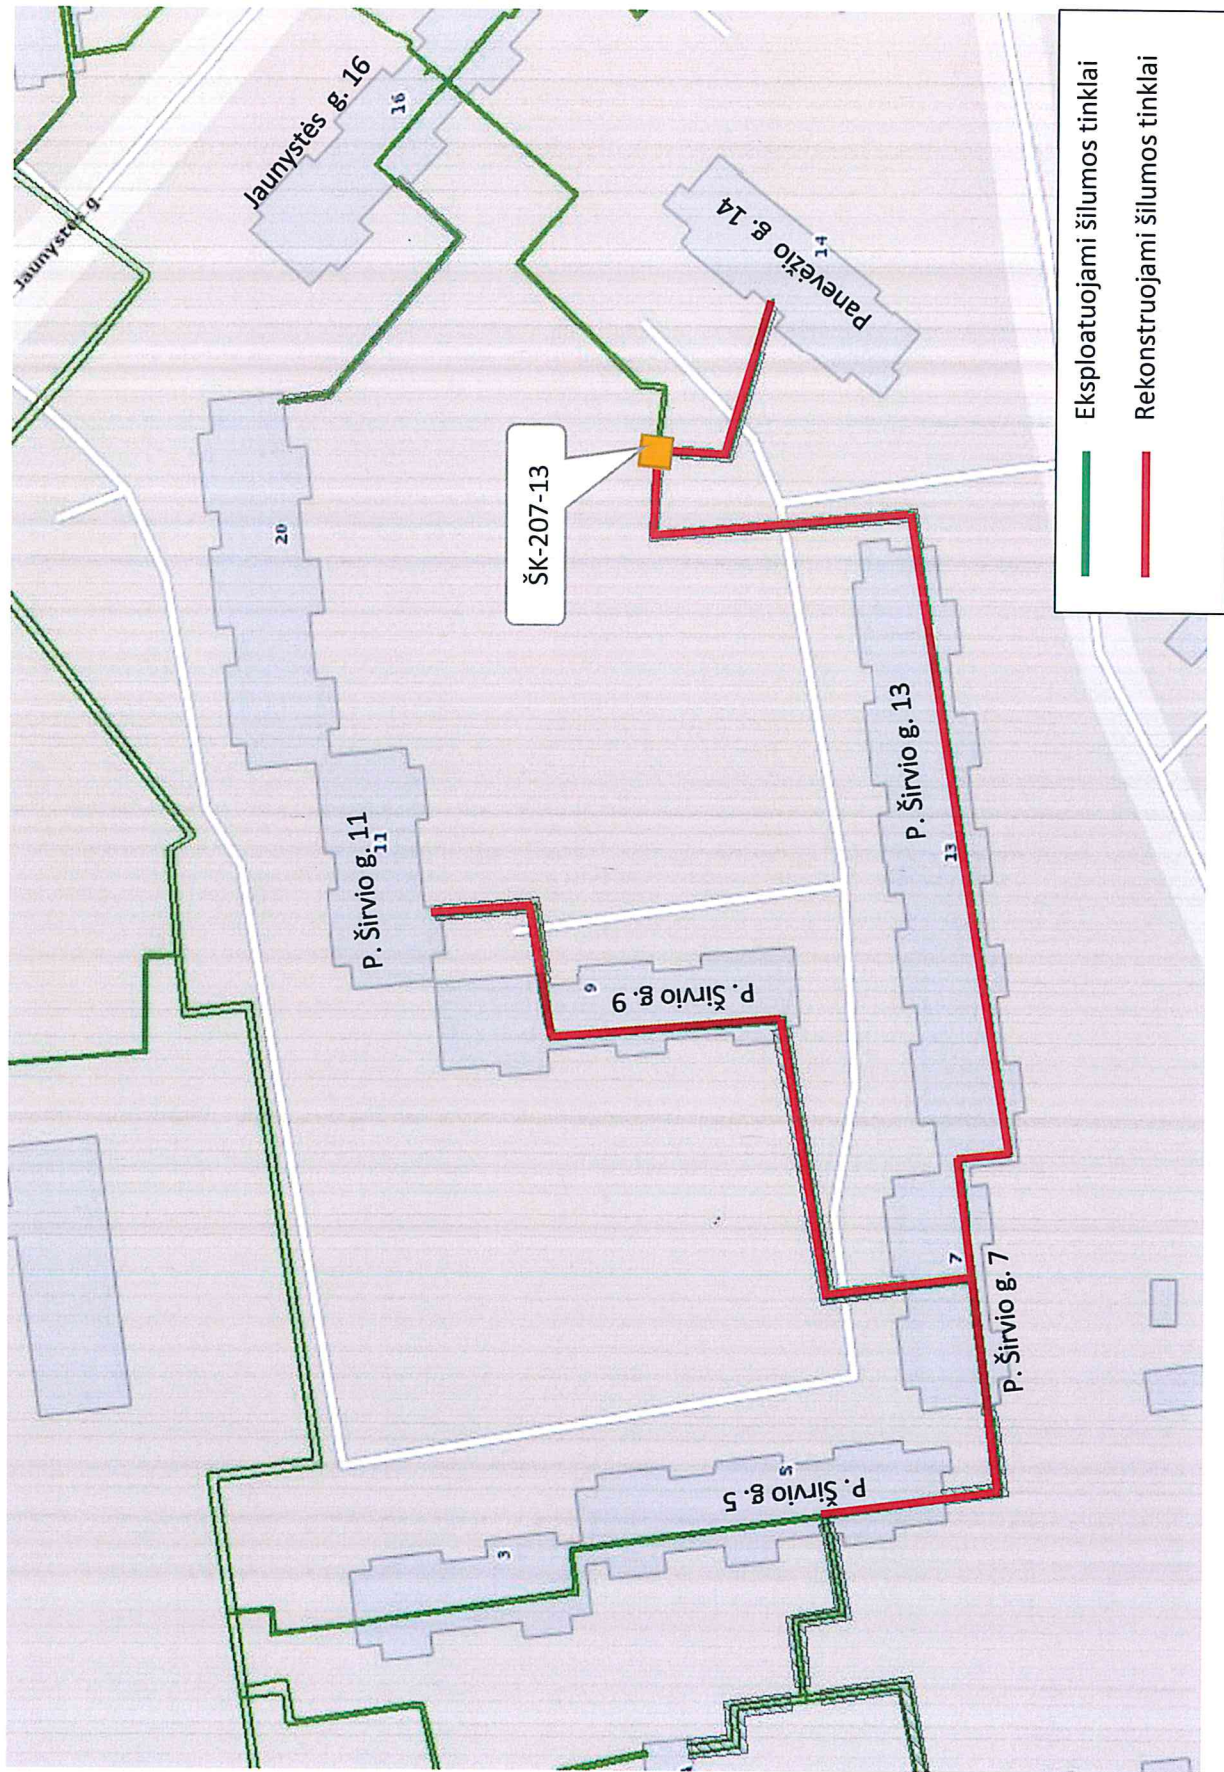 Jaunystės g.
Jaunystės g. 16
16
20
ŠK-207-13
Panevėžio g. 14
14
P. Širvio g. 11
11
P. Širvio g. 9
9
P. Širvio g. 13
13
P. Širvio g. 7
7
P. Širvio g. 5
5
3
Eksploatuojami šilumos tinklai
Rekonstruojami šilumos tinklai